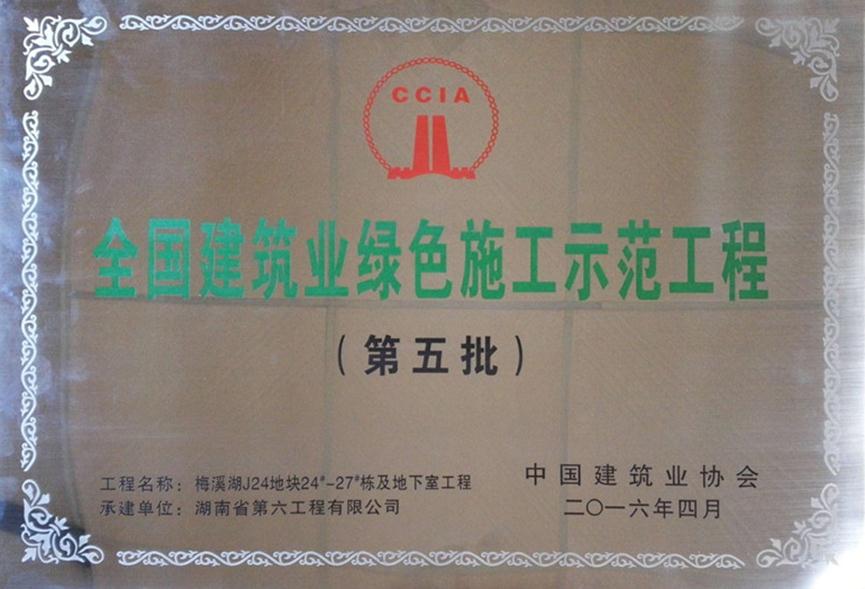 CCIA
全国建筑业绿色施工示范工程
（第五批）
工程名称：梅溪湖J24地块24#-27#栋及地下室工程
承建单位：湖南省第六工程有限公司
中国建筑业协会
二〇一六年四月